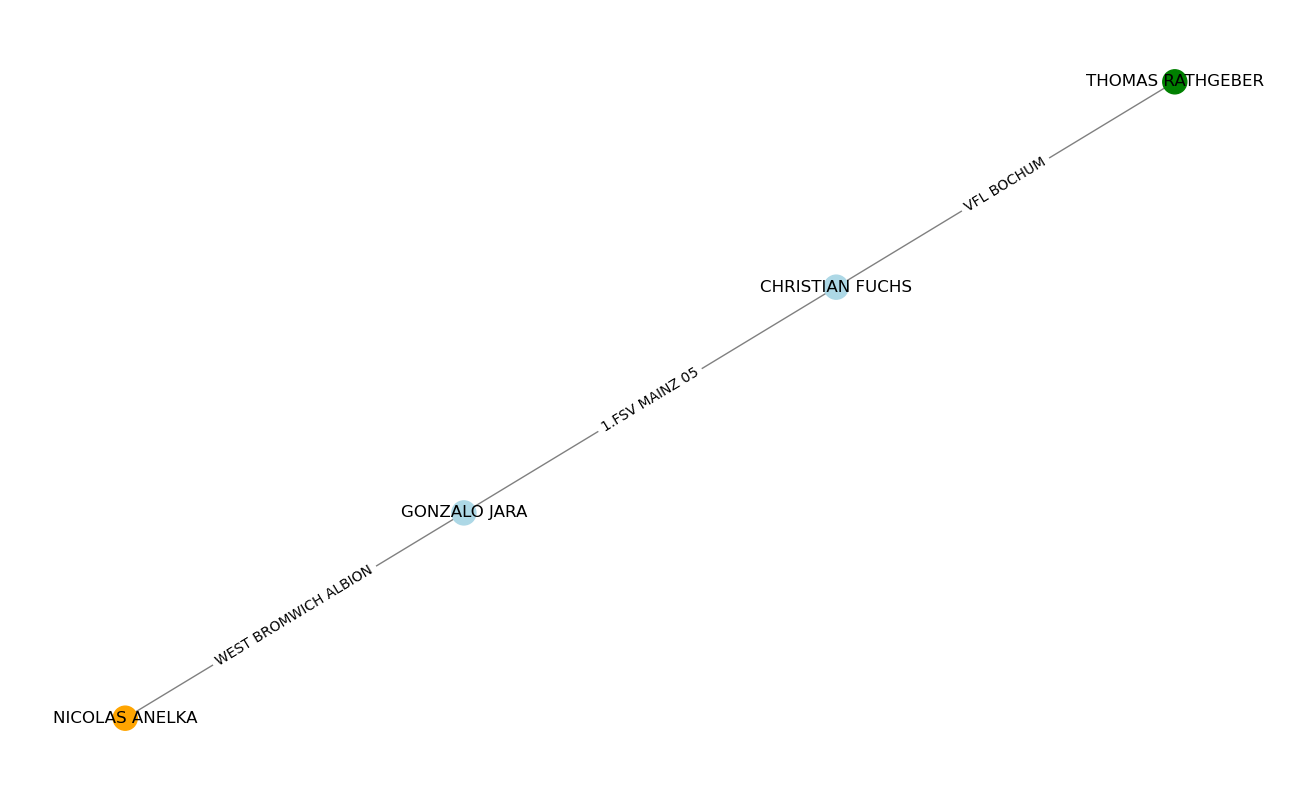 THOMAS RATHGEBER
VFL BOCHUM
CHRISTIAN FUCHS
1.FSV MAINZ 05
GONZALO JARA
WEST BROMWICH ALBION
NICOLAS ANELKA